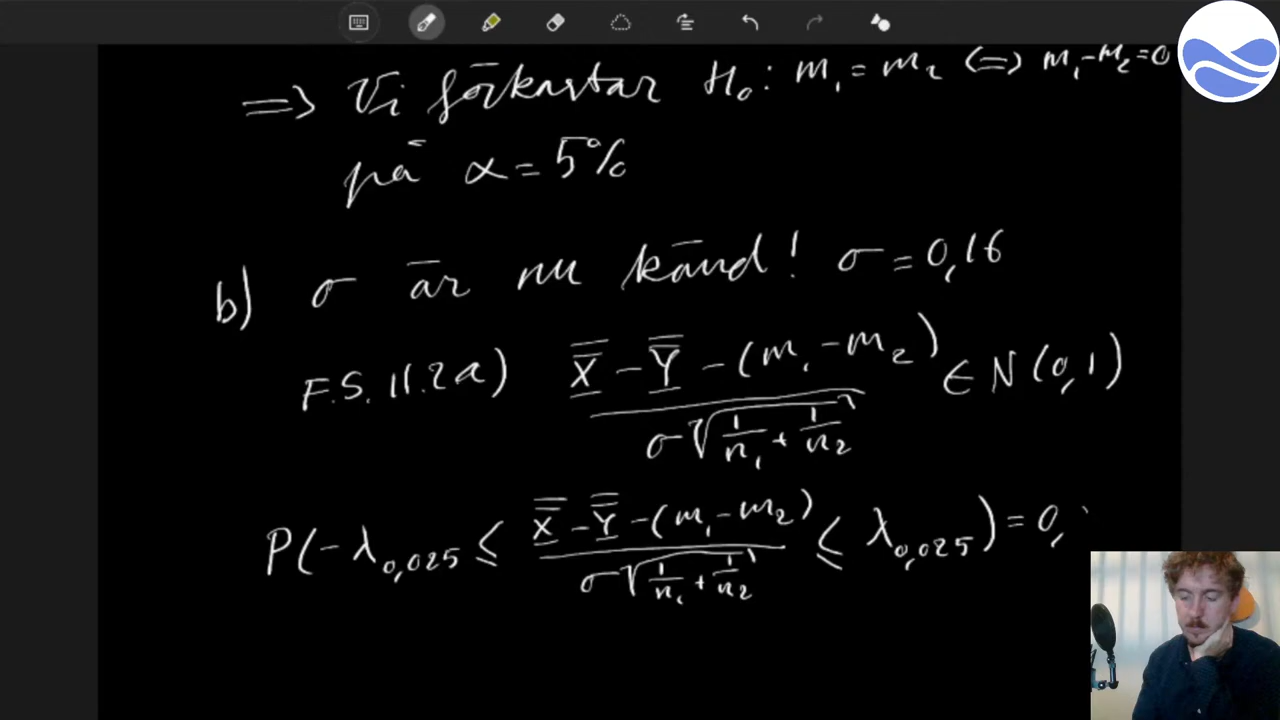 => Vi förkastar H₀: m₁ = m₂ <=> m₁-m₂=0
på α = 5%
b) σ är nu känd! σ = 0,16
F.S. 11.2a) (X̄ - Ȳ - (m₁ - m₂)) / (σ√(1/n₁ + 1/n₂)) ∈ N(0,1)
P(-λ₀,₀₂₅ ≤ (X̄ - Ȳ - (m₁ - m₂)) / (σ√(1/n₁ + 1/n₂)) ≤ λ₀,₀₂₅) = 0,